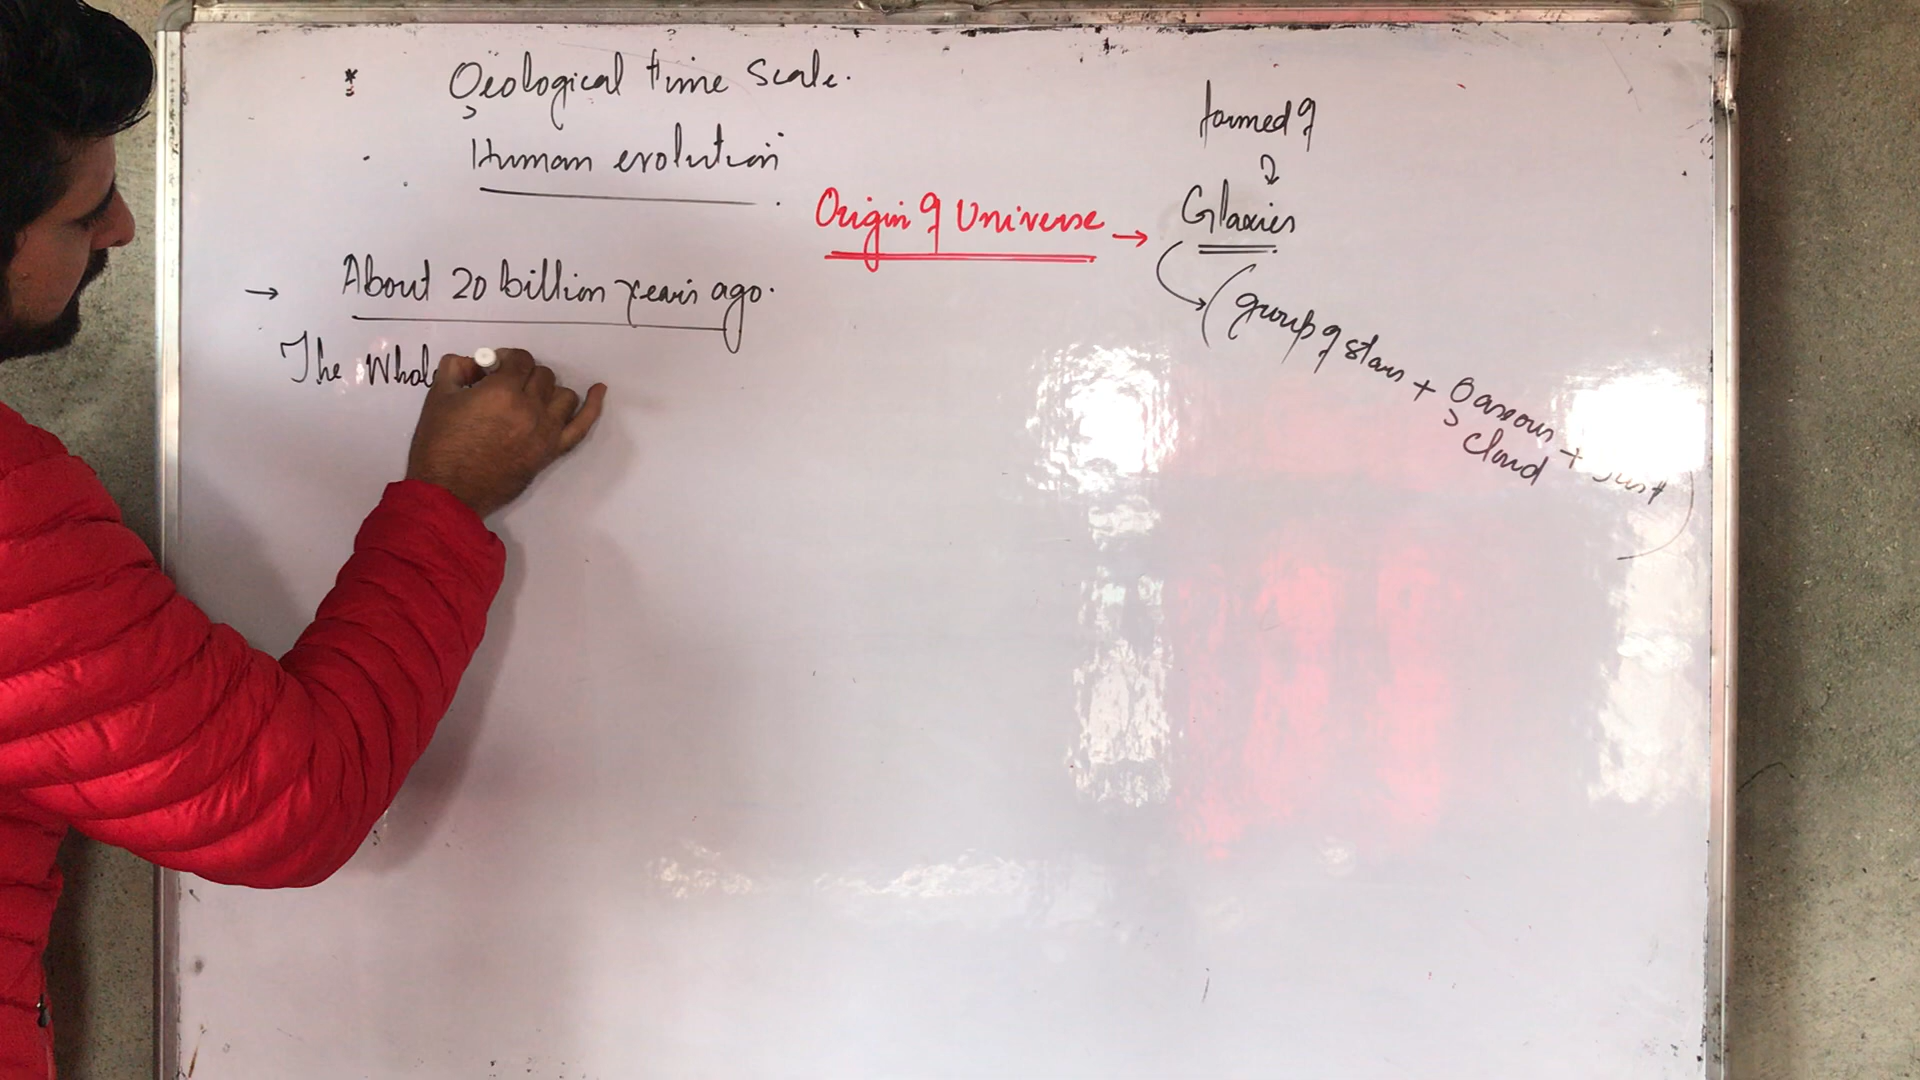 * Geological time Scale.
Human evolution
Origin of Universe →
formed of
Glaxies
(group of stars + Gaseous cloud + Dust
→ About 20 billion years ago.
The Whole